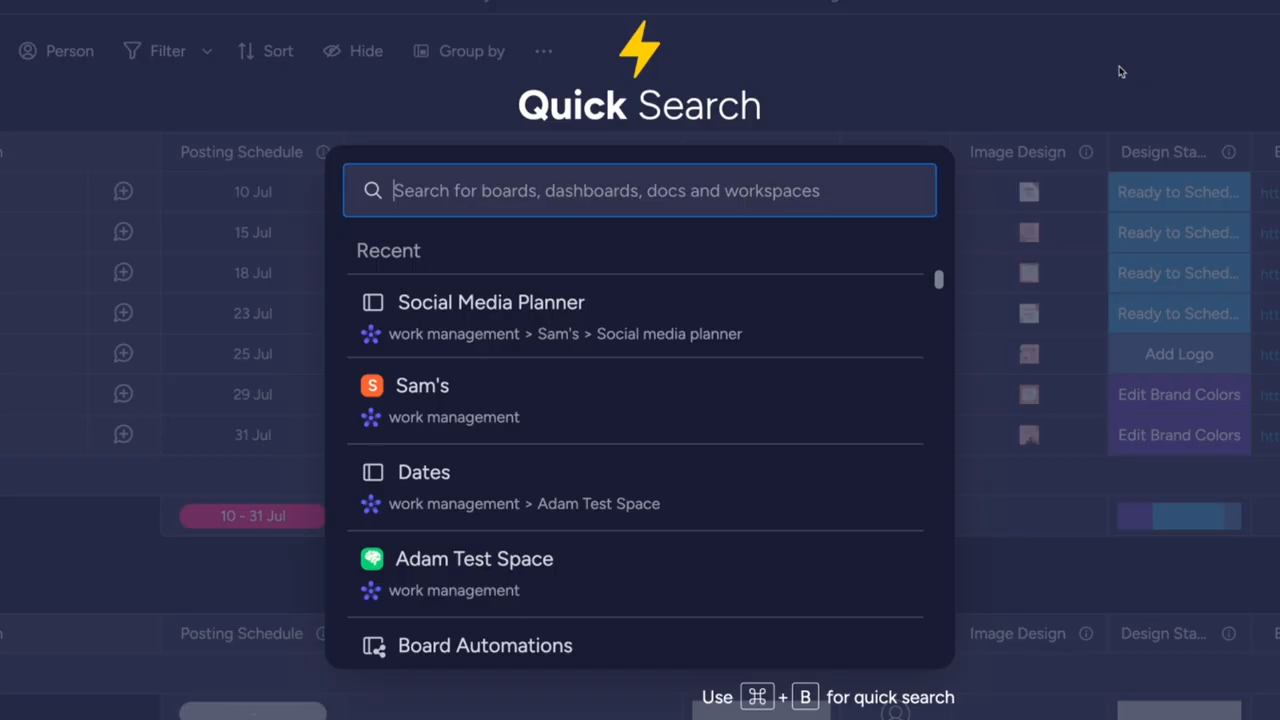 Person Filter Sort Hide Group by
Quick Search
Posting Schedule Image Design Design Sta...
Search for boards, dashboards, docs and workspaces
10 Jul Ready to Sched...
15 Jul Ready to Sched...
Recent
18 Jul Ready to Sched...
Social Media Planner
23 Jul Ready to Sched...
work management > Sam's > Social media planner
25 Jul Add Logo
S Sam's
29 Jul Edit Brand Colors
work management
31 Jul Edit Brand Colors
Dates
work management > Adam Test Space
10 - 31 Jul
Adam Test Space
work management
Posting Schedule Image Design Design Sta...
Board Automations
Use ⌘ + B for quick search